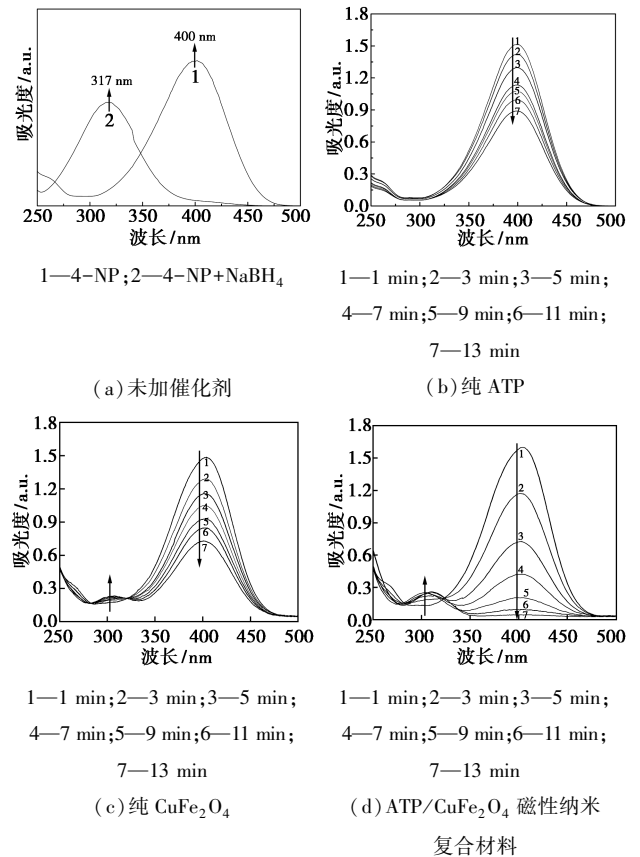 吸光度/a.u.
317 nm
400 nm
1
2
250 300 350 400 450 500
波长/nm
1—4-NP;2—4-NP+NaBH₄
(a)未加催化剂
吸光度/a.u.
1.8
1.5
1.2
0.9
0.6
0.3
0.0
1
2
3
4
5
6
7
250 300 350 400 450 500
波长/nm
1—1 min;2—3 min;3—5 min;
4—7 min;5—9 min;6—11 min;
7—13 min
(b)纯 ATP
吸光度/a.u.
1.8
1.5
1.2
0.9
0.6
0.3
0.0
1
2
3
4
5
6
7
250 300 350 400 450 500
波长/nm
1—1 min;2—3 min;3—5 min;
4—7 min;5—9 min;6—11 min;
7—13 min
(c)纯 CuFe₂O₄
吸光度/a.u.
1.8
1.5
1.2
0.9
0.6
0.3
0.0
1
2
3
4
5
6
7
250 300 350 400 450 500
波长/nm
1—1 min;2—3 min;3—5 min;
4—7 min;5—9 min;6—11 min;
7—13 min
(d)ATP/CuFe₂O₄ 磁性纳米
复合材料